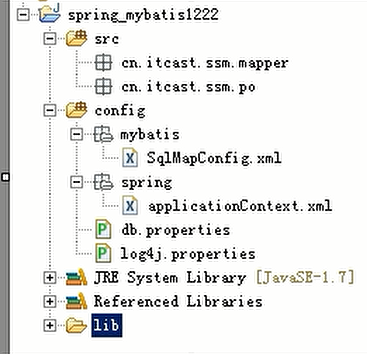 spring_mybatis1222
src
cn.itcast.ssm.mapper
cn.itcast.ssm.po
config
mybatis
SqlMapConfig.xml
spring
applicationContext.xml
db.properties
log4j.properties
JRE System Library [JavaSE-1.7]
Referenced Libraries
lib